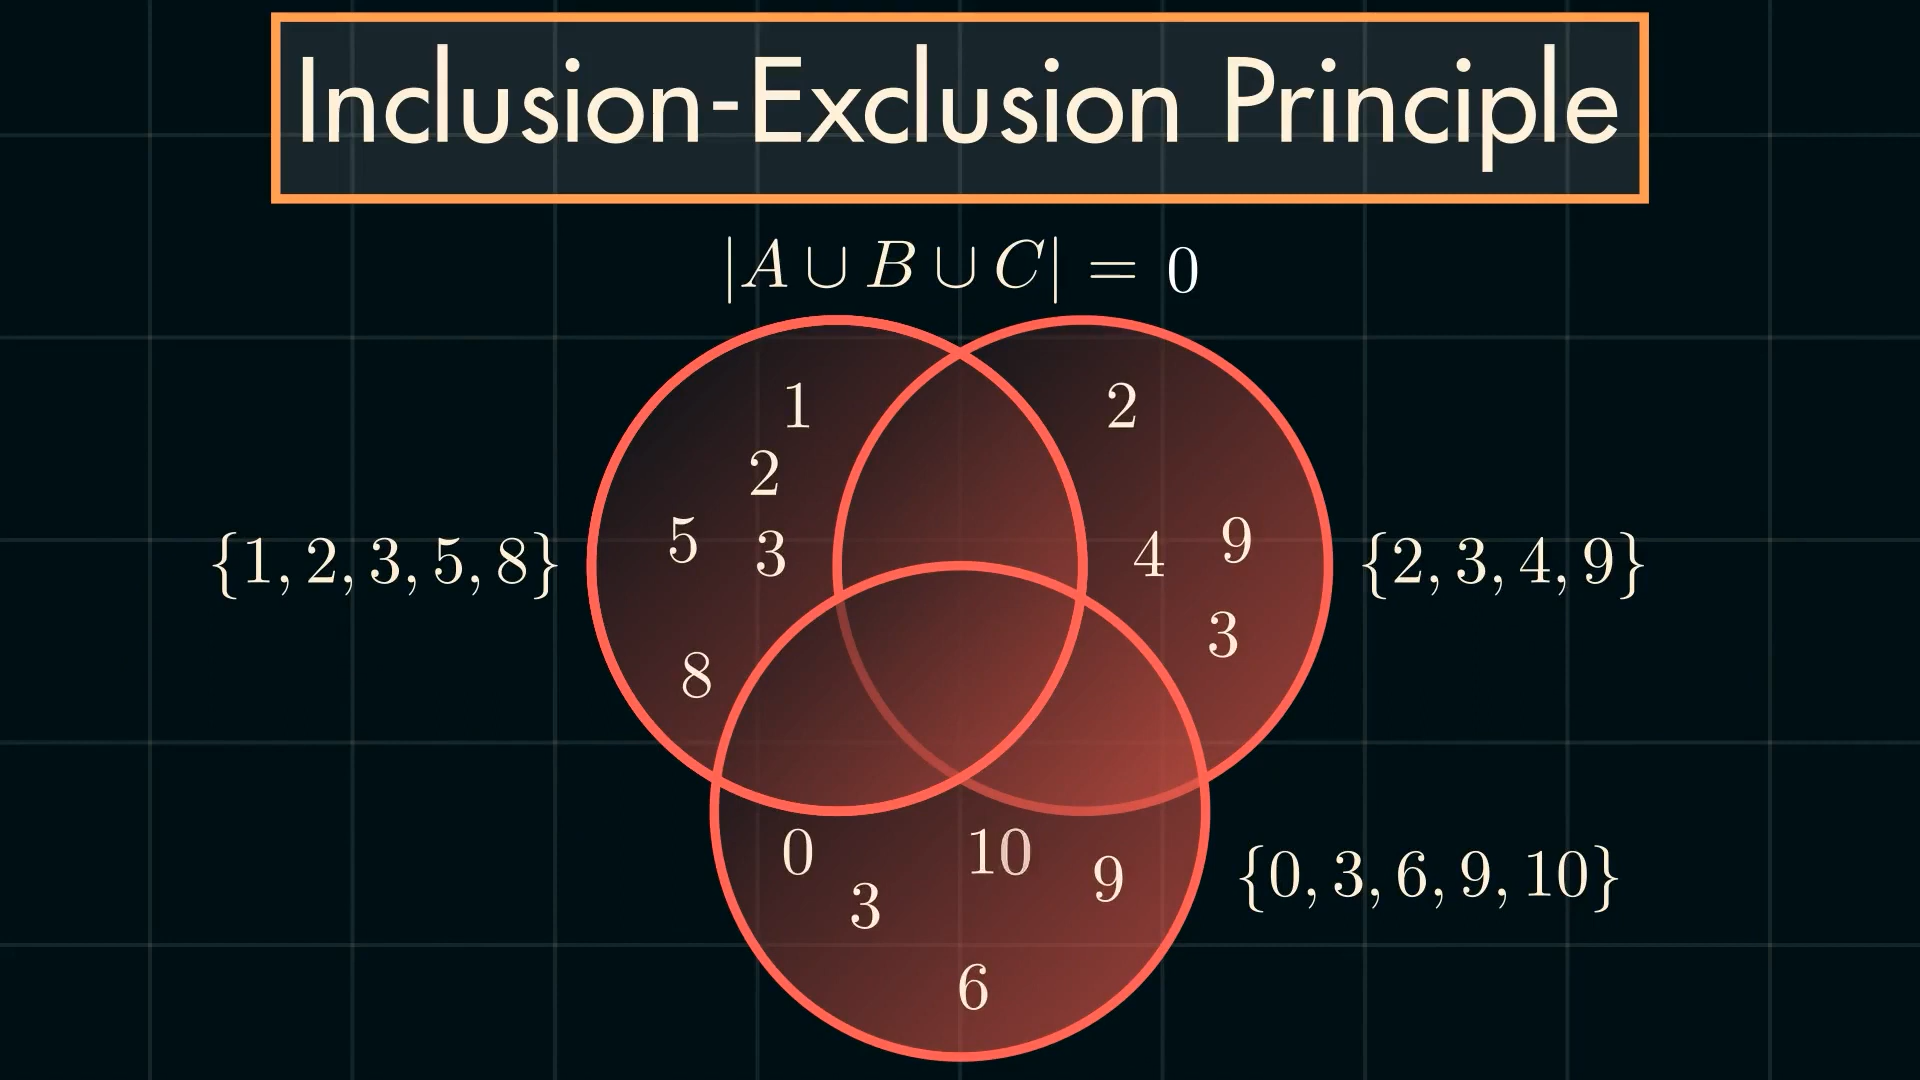 Inclusion-Exclusion Principle
|A ∪ B ∪ C| = 0
1
2
2
5
3
4
9
{1, 2, 3, 5, 8}
{2, 3, 4, 9}
3
8
0
10
9
{0, 3, 6, 9, 10}
3
6